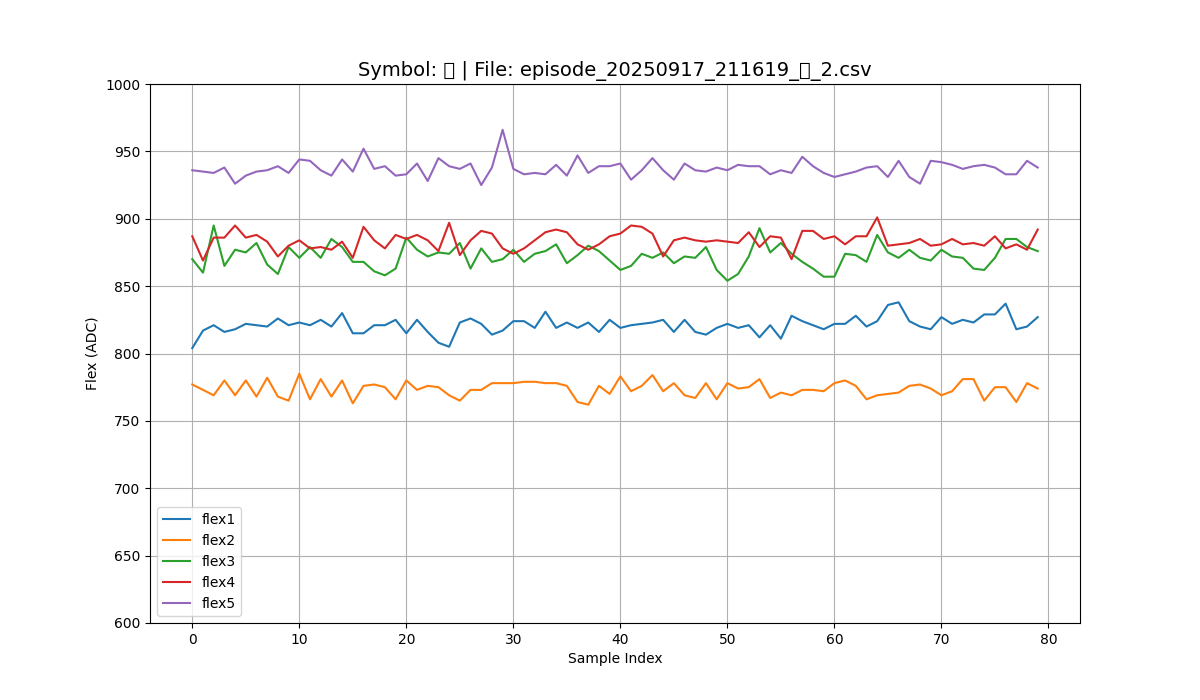 Symbol: | File: episode_20250917_211619_ _2.csv
1000
950
900
850
800
750
700
650
600
Flex (ADC)
flex1
flex2
flex3
flex4
flex5
0 10 20 30 40 50 60 70 80
Sample Index